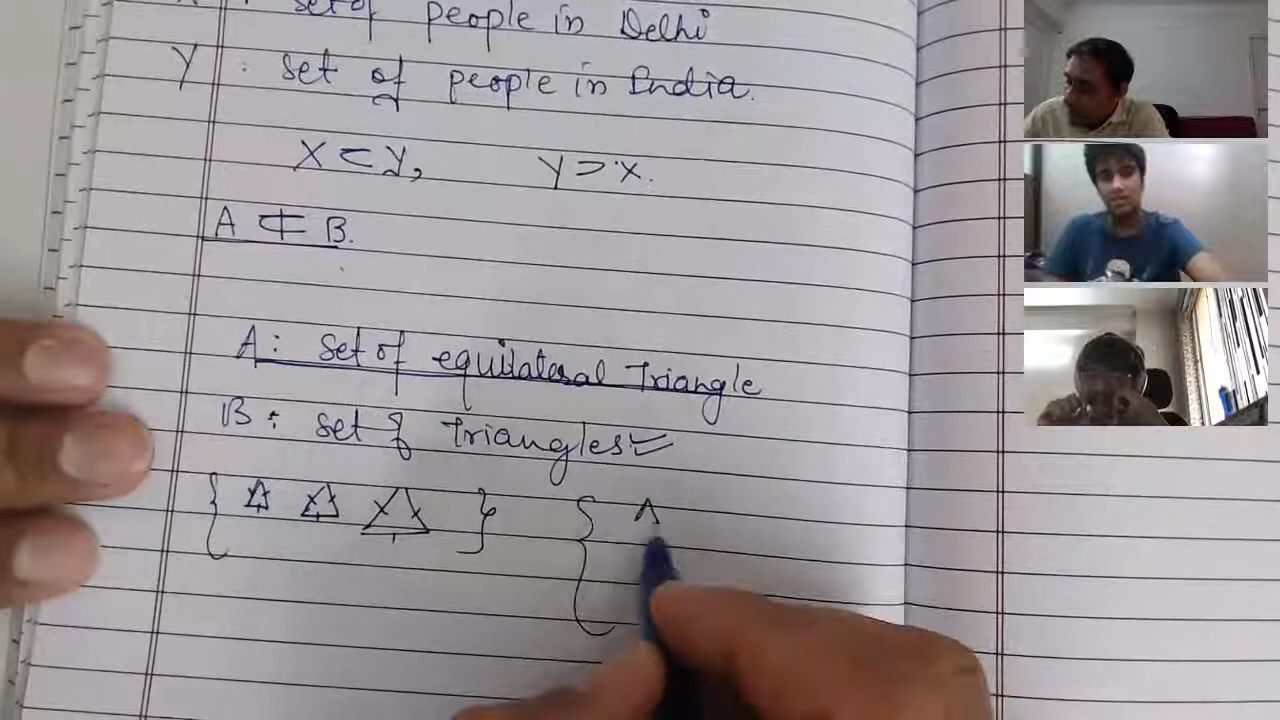 set of people in Delhi
Y : set of people in India.
X ⊂ Y, Y ⊃ X.
A ⊄ B.
A : set of equilateral Triangle
B : set of Triangles